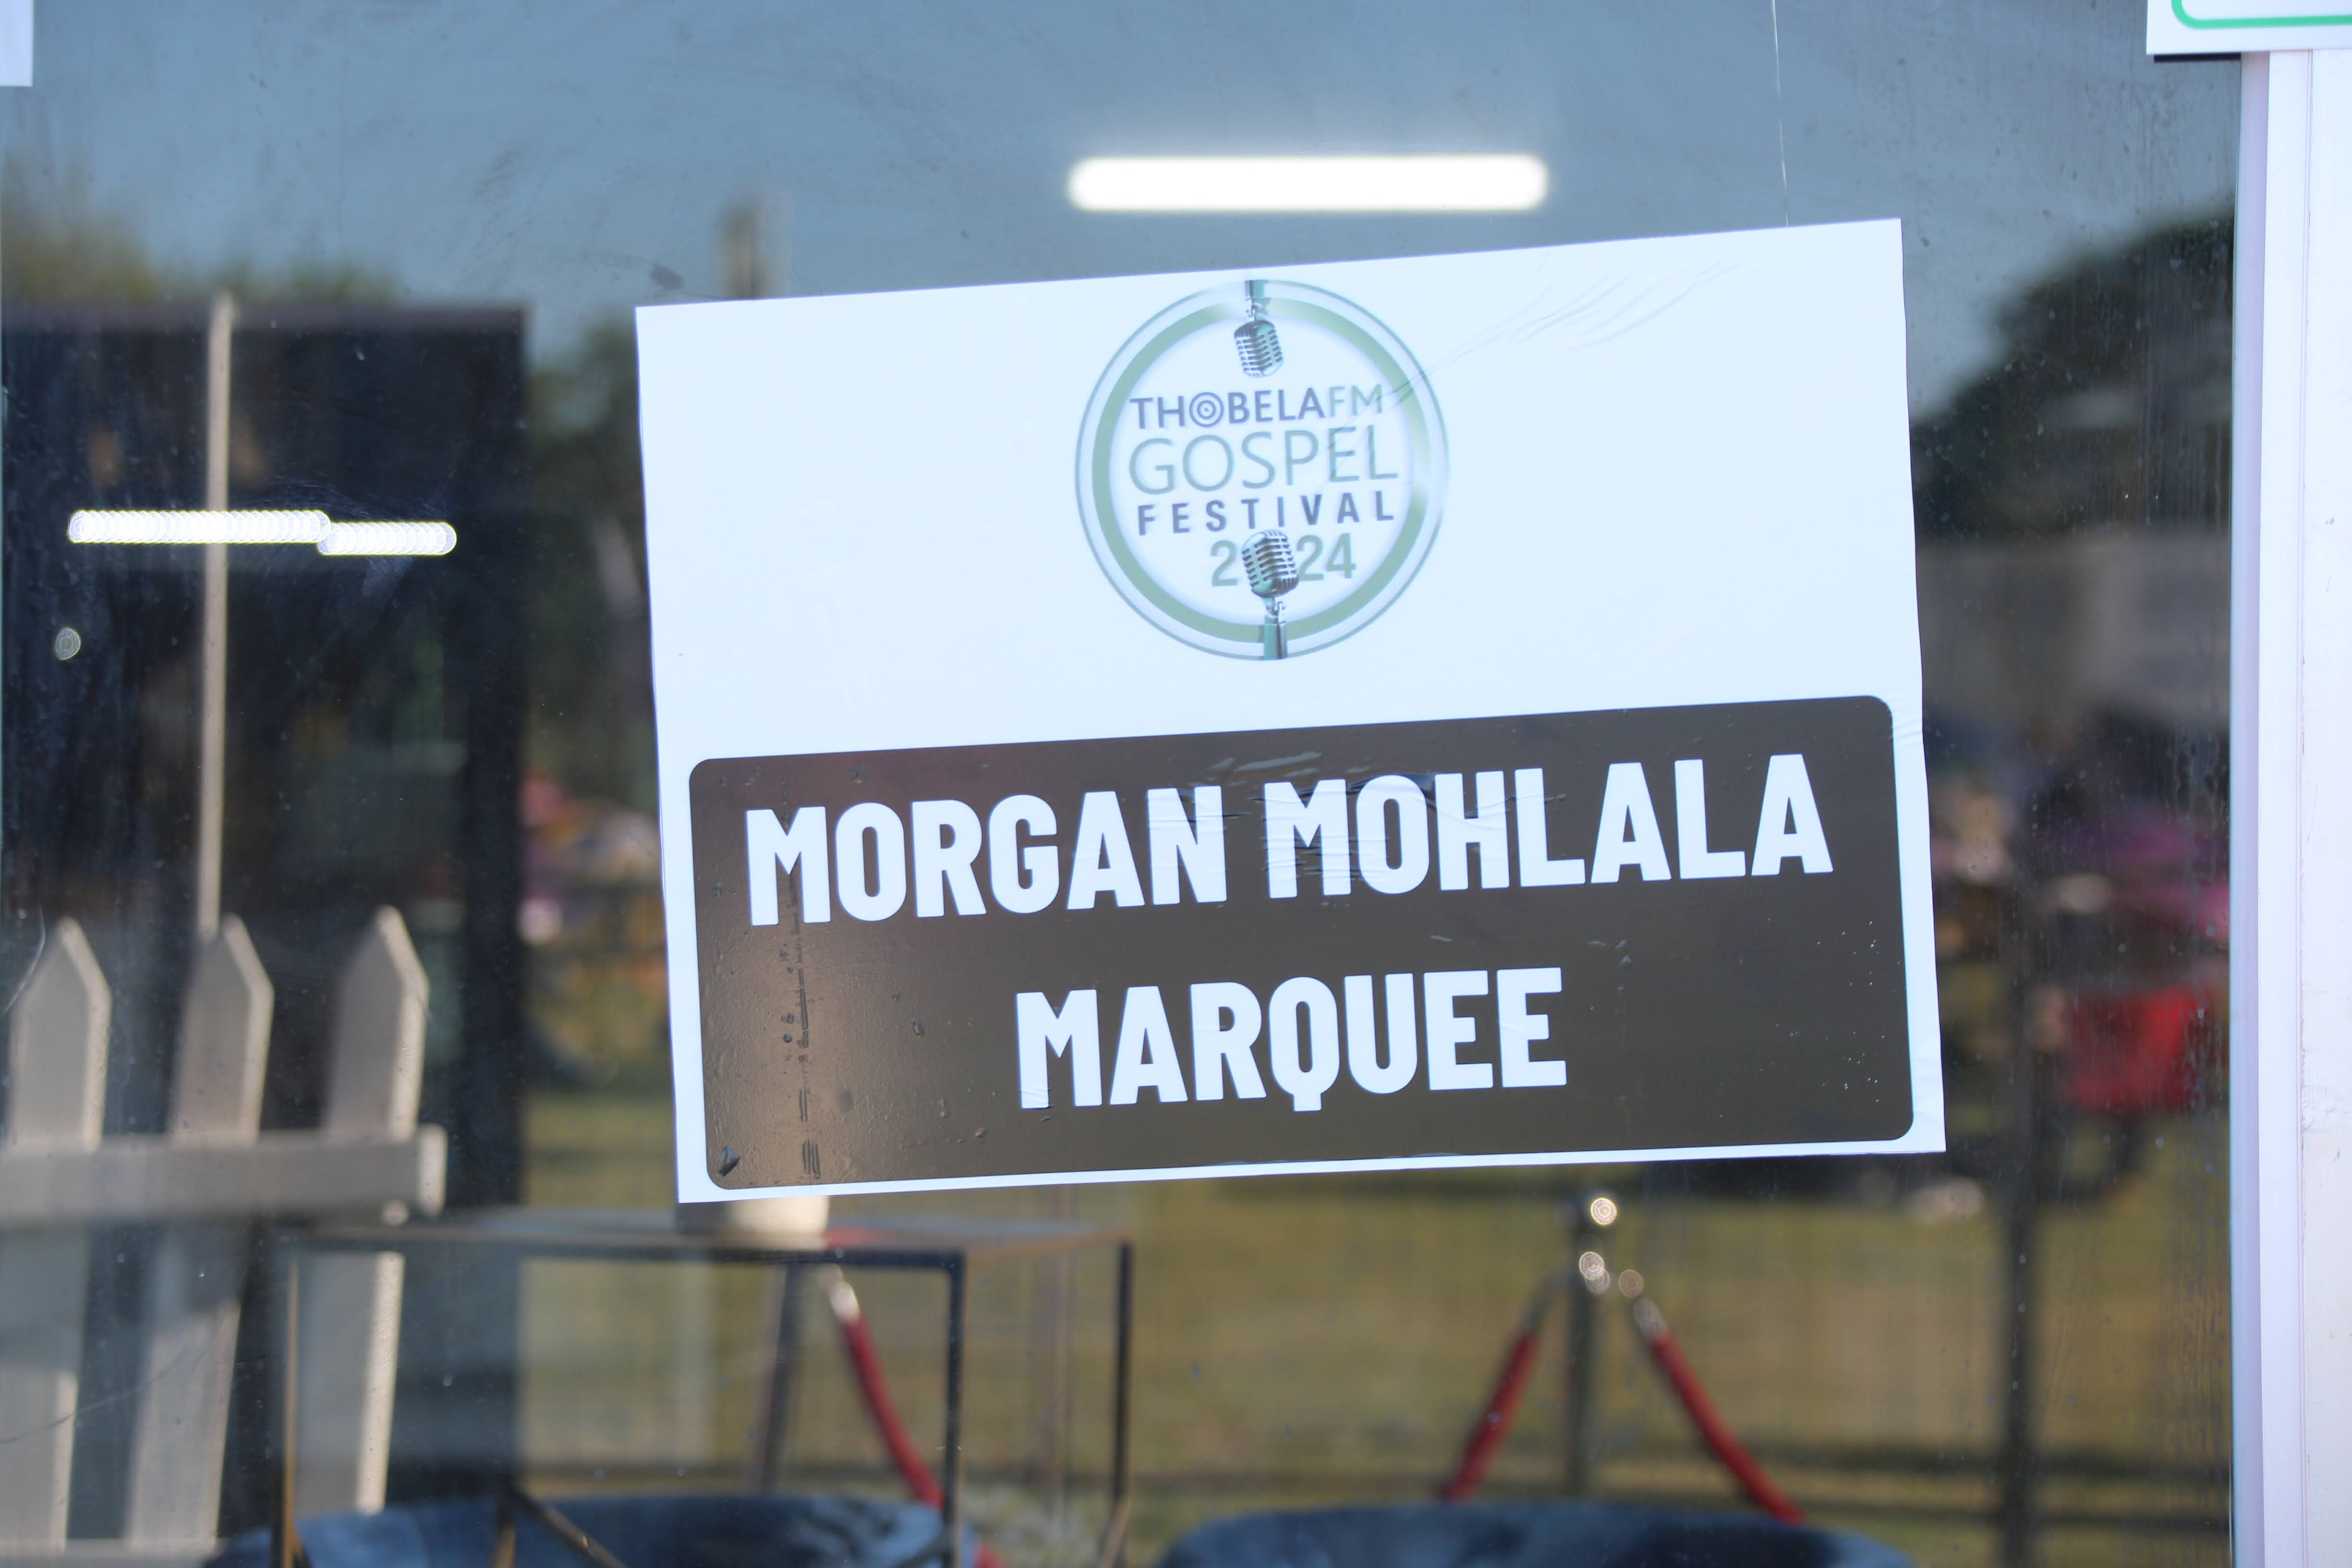 THOBELAFM
GOSPEL
FESTIVAL
2024
MORGAN MOHLALA
MARQUEE